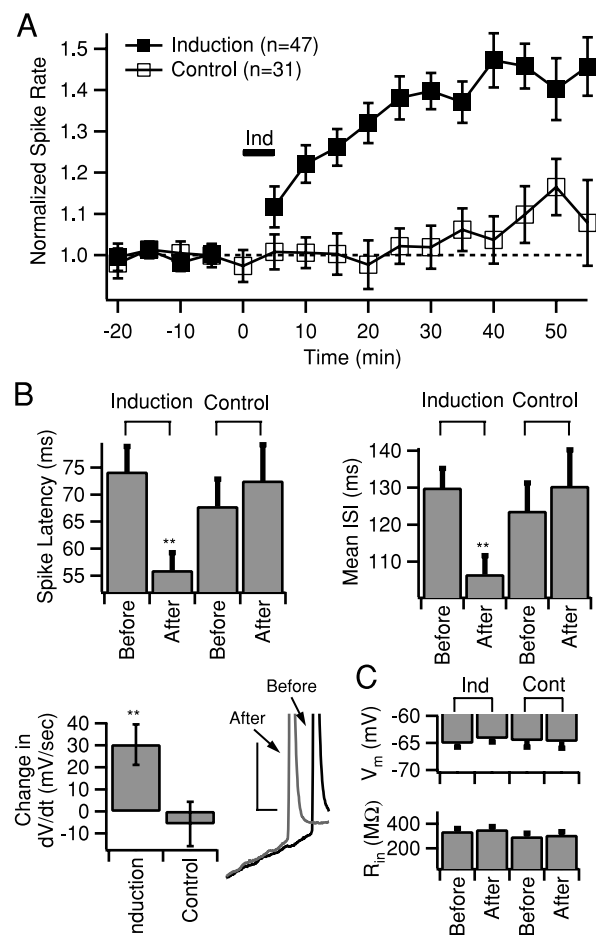 A
Induction (n=47)
Control (n=31)
Normalized Spike Rate
1.5
1.4
1.3
1.2
1.1
1.0
Ind
-20 -10 0 10 20 30 40 50
Time (min)
B
Induction Control
Spike Latency (ms)
75
70
65
60
55
**
Before After Before After
Induction Control
Mean ISI (ms)
140
130
120
110
**
Before After Before After
Change in
dV/dt (mV/sec)
40
30
20
10
0
-10
**
nduction Control
Before
After
C
Ind Cont
Vm (mV)
-60
-65
-70
Rin (MΩ)
400
200
Before After Before After